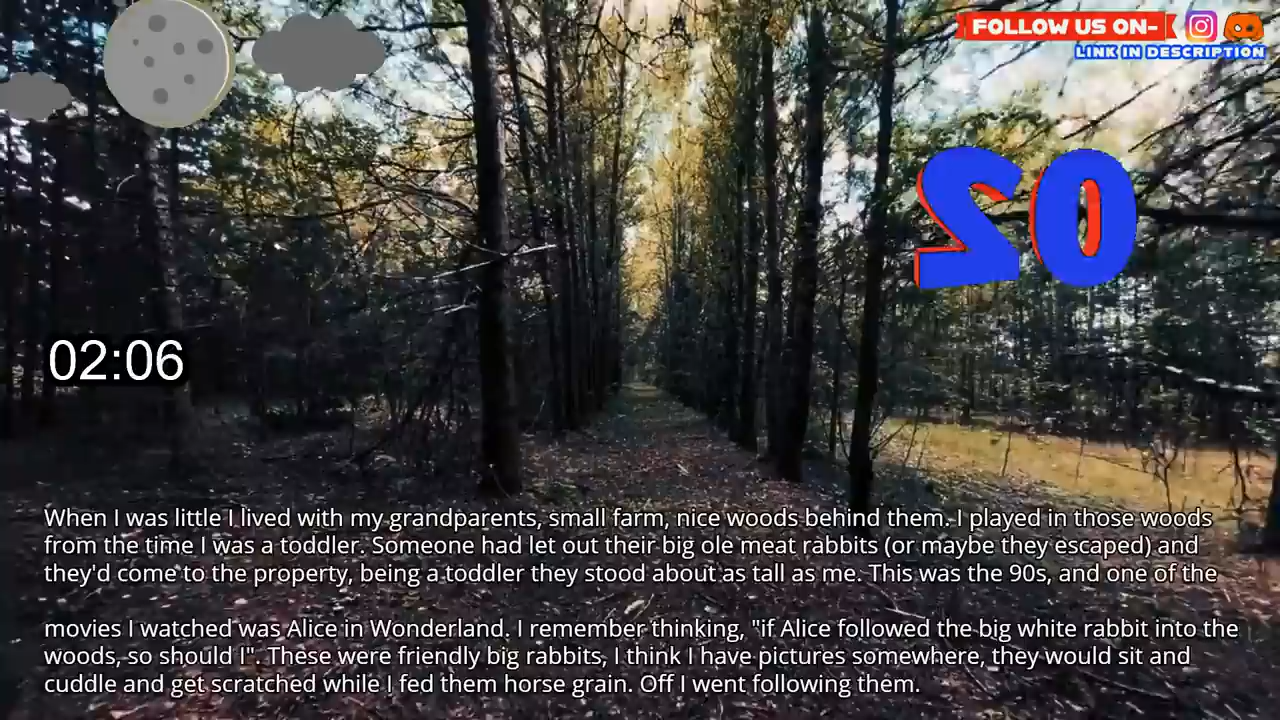 FOLLOW US ON-
LINK IN DESCRIPTION
20
02:06
When I was little I lived with my grandparents, small farm, nice woods behind them. I played in those woods
from the time I was a toddler. Someone had let out their big ole meat rabbits (or maybe they escaped) and
they'd come to the property, being a toddler they stood about as tall as me. This was the 90s, and one of the
movies I watched was Alice in Wonderland. I remember thinking, "if Alice followed the big white rabbit into the
woods, so should I". These were friendly big rabbits, I think I have pictures somewhere, they would sit and
cuddle and get scratched while I fed them horse grain. Off I went following them.